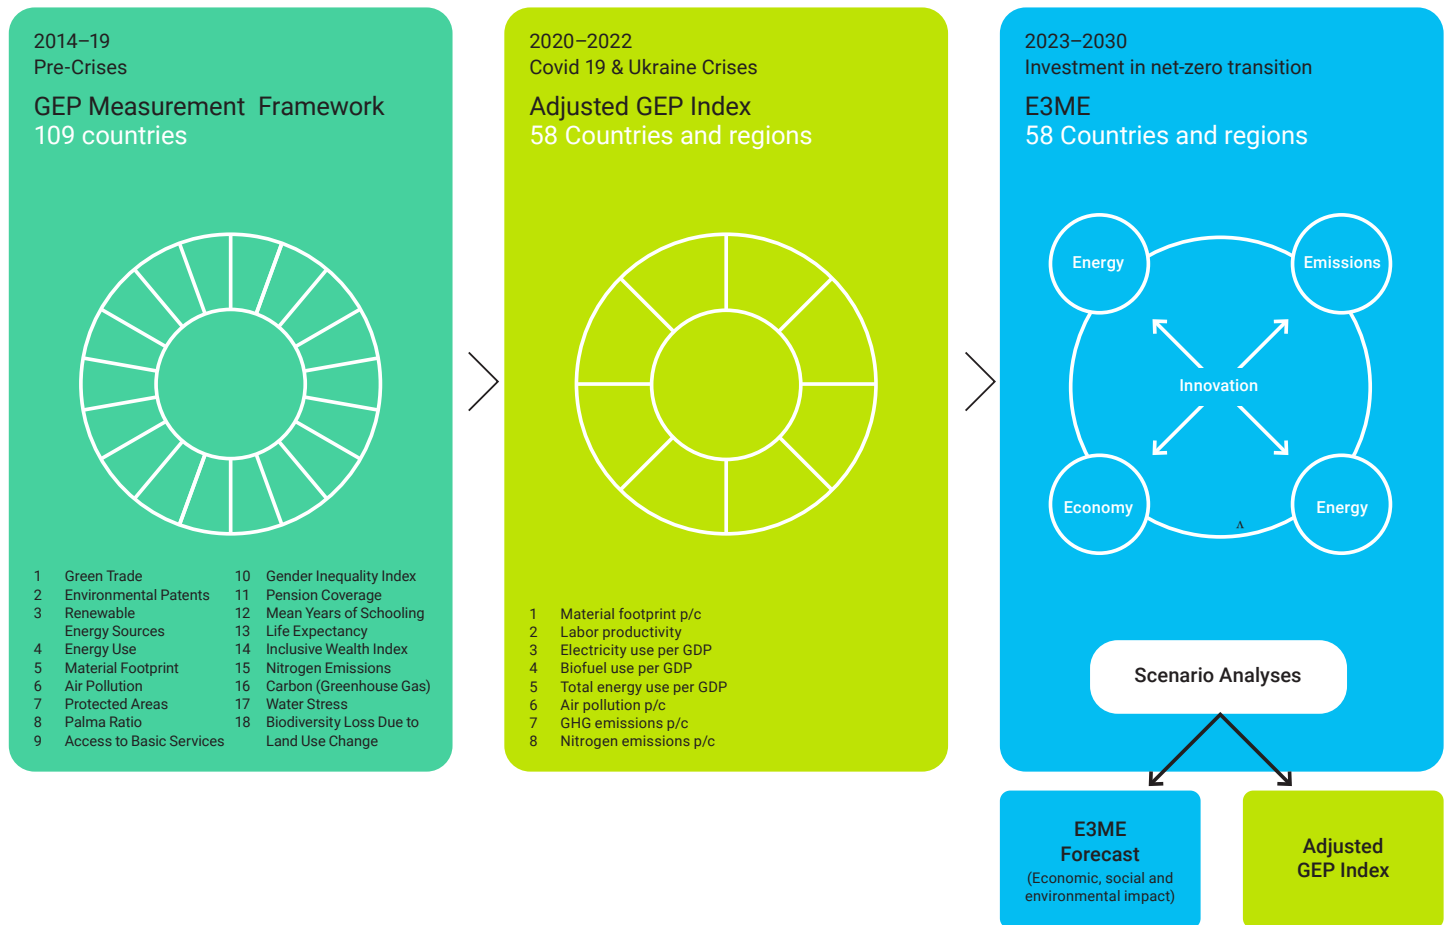 2014–19
Pre-Crises
GEP Measurement Framework
109 countries
1 Green Trade
2 Environmental Patents
3 Renewable
Energy Sources
4 Energy Use
5 Material Footprint
6 Air Pollution
7 Protected Areas
8 Palma Ratio
9 Access to Basic Services
10 Gender Inequality Index
11 Pension Coverage
12 Mean Years of Schooling
13 Life Expectancy
14 Inclusive Wealth Index
15 Nitrogen Emissions
16 Carbon (Greenhouse Gas)
17 Water Stress
18 Biodiversity Loss Due to
Land Use Change
2020–2022
Covid 19 & Ukraine Crises
Adjusted GEP Index
58 Countries and regions
1 Material footprint p/c
2 Labor productivity
3 Electricity use per GDP
4 Biofuel use per GDP
5 Total energy use per GDP
6 Air pollution p/c
7 GHG emissions p/c
8 Nitrogen emissions p/c
2023–2030
Investment in net-zero transition
E3ME
58 Countries and regions
Energy
Emissions
Innovation
Economy
Energy
Λ
Scenario Analyses
E3ME
Forecast
(Economic, social and
environmental impact)
Adjusted
GEP Index